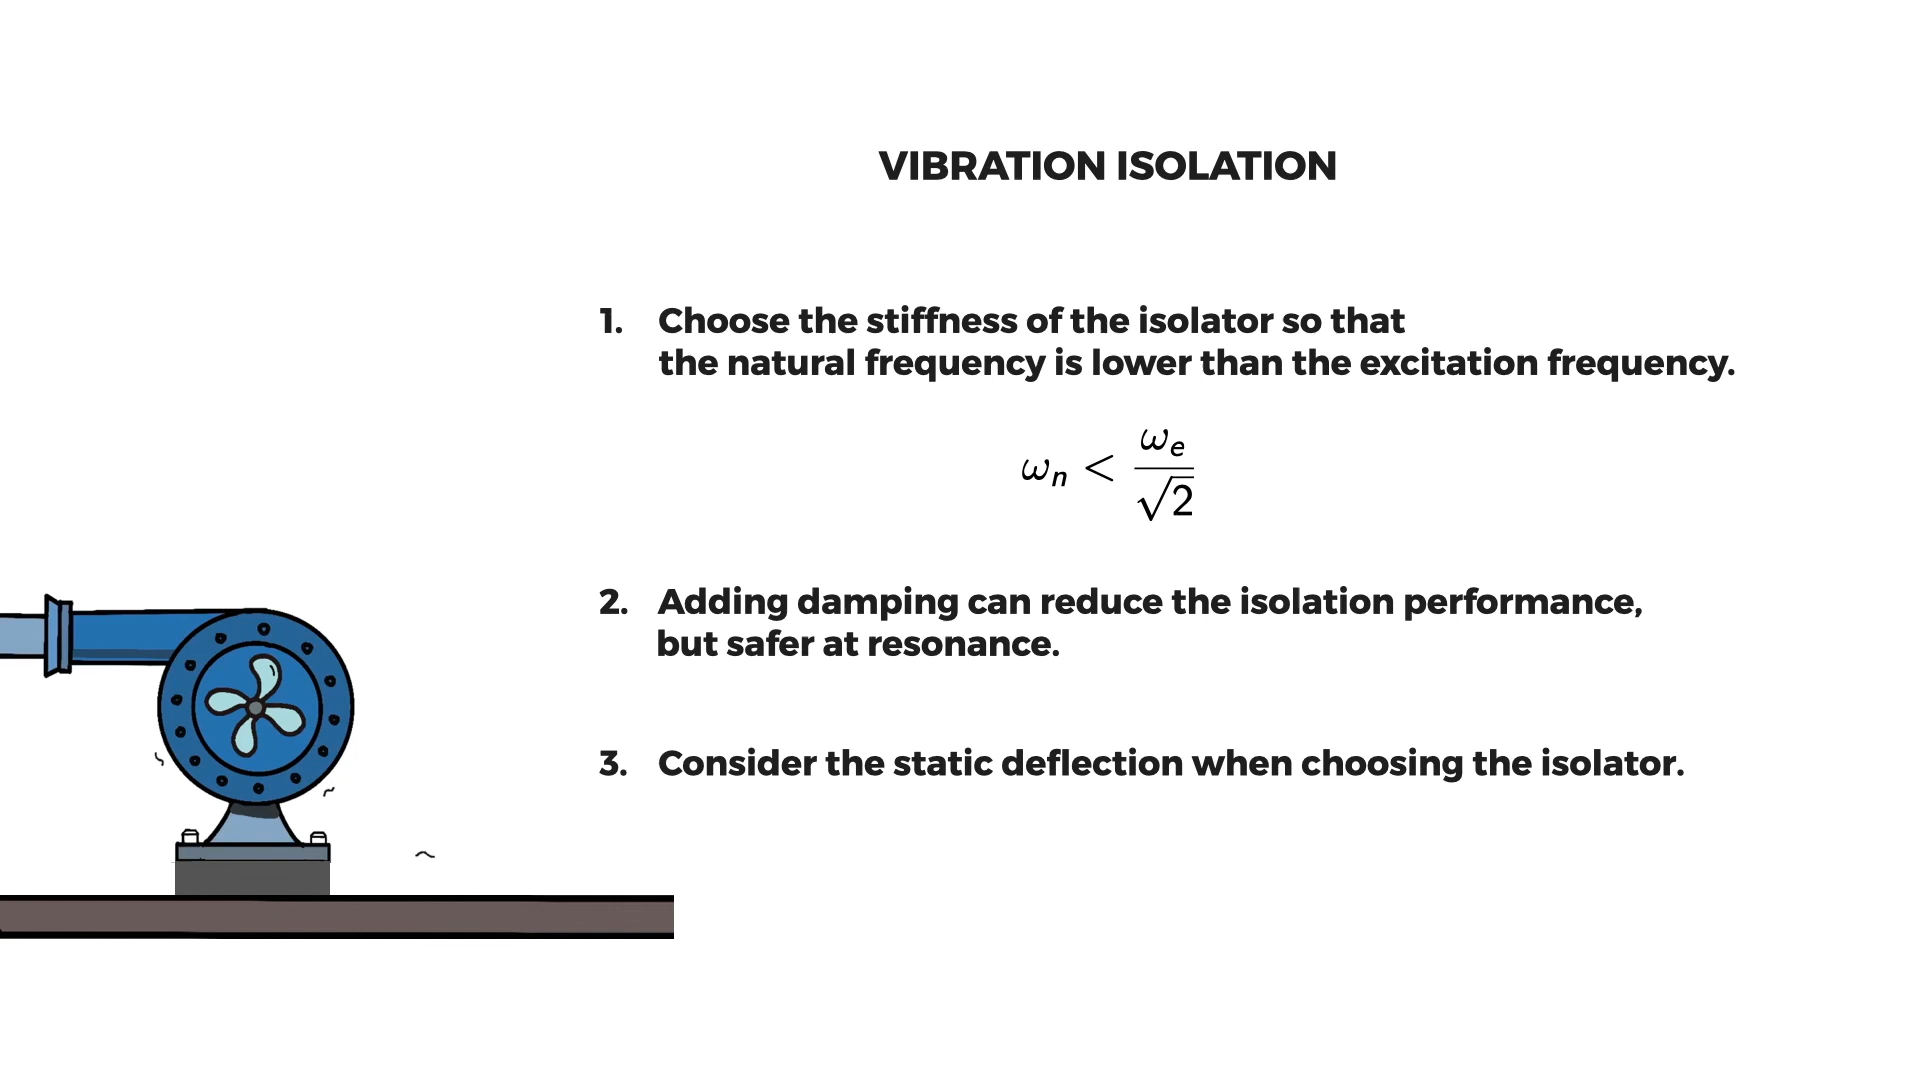 VIBRATION ISOLATION
1. Choose the stiffness of the isolator so that
the natural frequency is lower than the excitation frequency.
ωₙ < ωₑ/√2
2. Adding damping can reduce the isolation performance,
but safer at resonance.
3. Consider the static deflection when choosing the isolator.